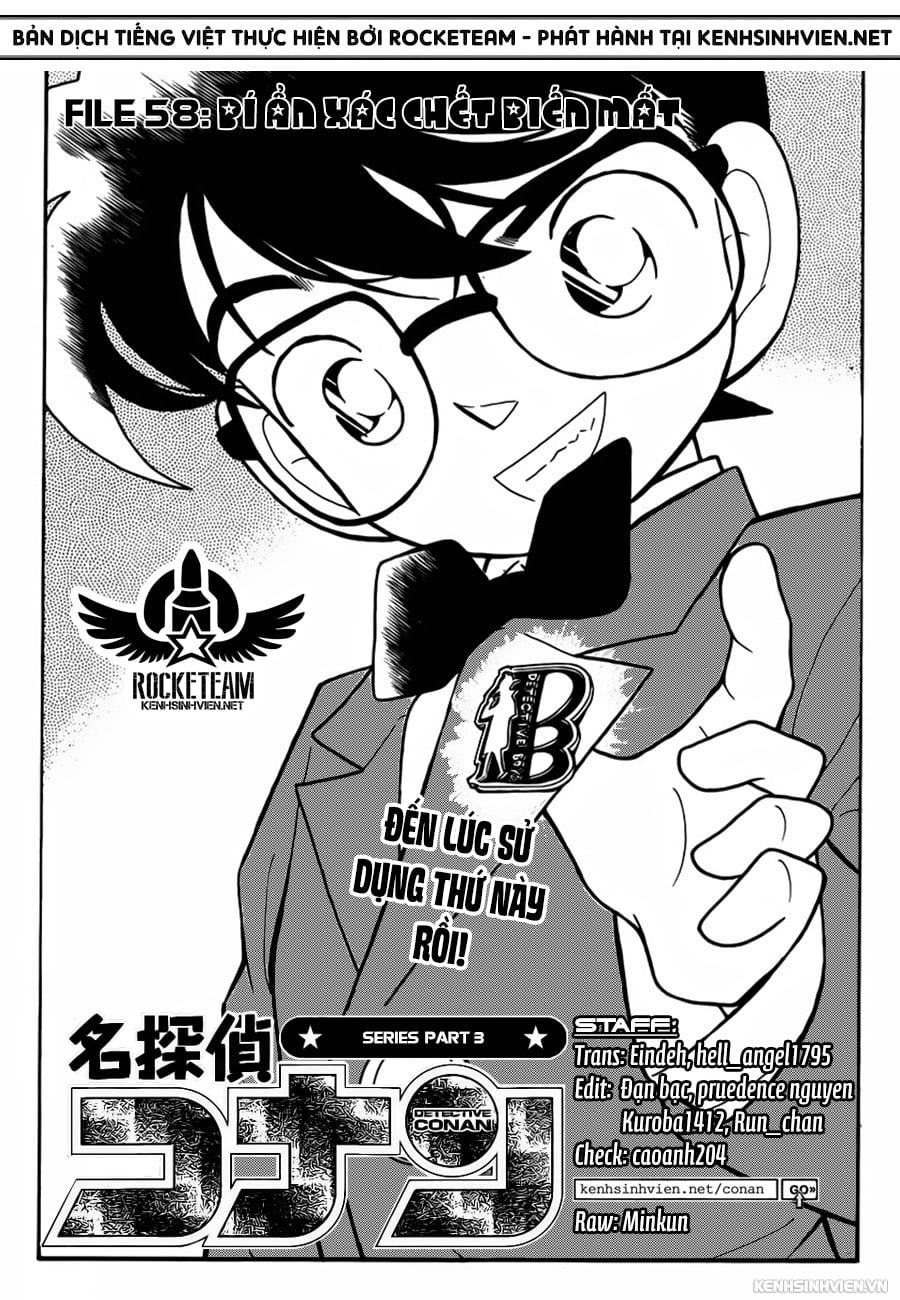 BẢN DỊCH TIẾNG VIỆT THỰC HIỆN BỞI ROCKETEAM - PHÁT HÀNH TẠI KENHSINHVIEN.NET
FILE 58: BÍ ẨN XÁC CHẾT BIẾN MẤT
ROCKETEAM
KENHSINHVIEN.NET
DETECTIVE BOYS
B
ĐẾN LÚC SỬ
DỤNG THỨ NÀY
RỒI!
名探偵
SERIES PART 3
コナン
DETECTIVE
CONAN
STAFF:
Trans: Eindeh, hell_angel1795
Edit: Đạn bạc, pruedence nguyen
Kuroba1412, Run_chan
Check: caoanh204
kenhsinhvien.net/conan GO»
Raw: Minkun
KENHSINHVIEN.VN